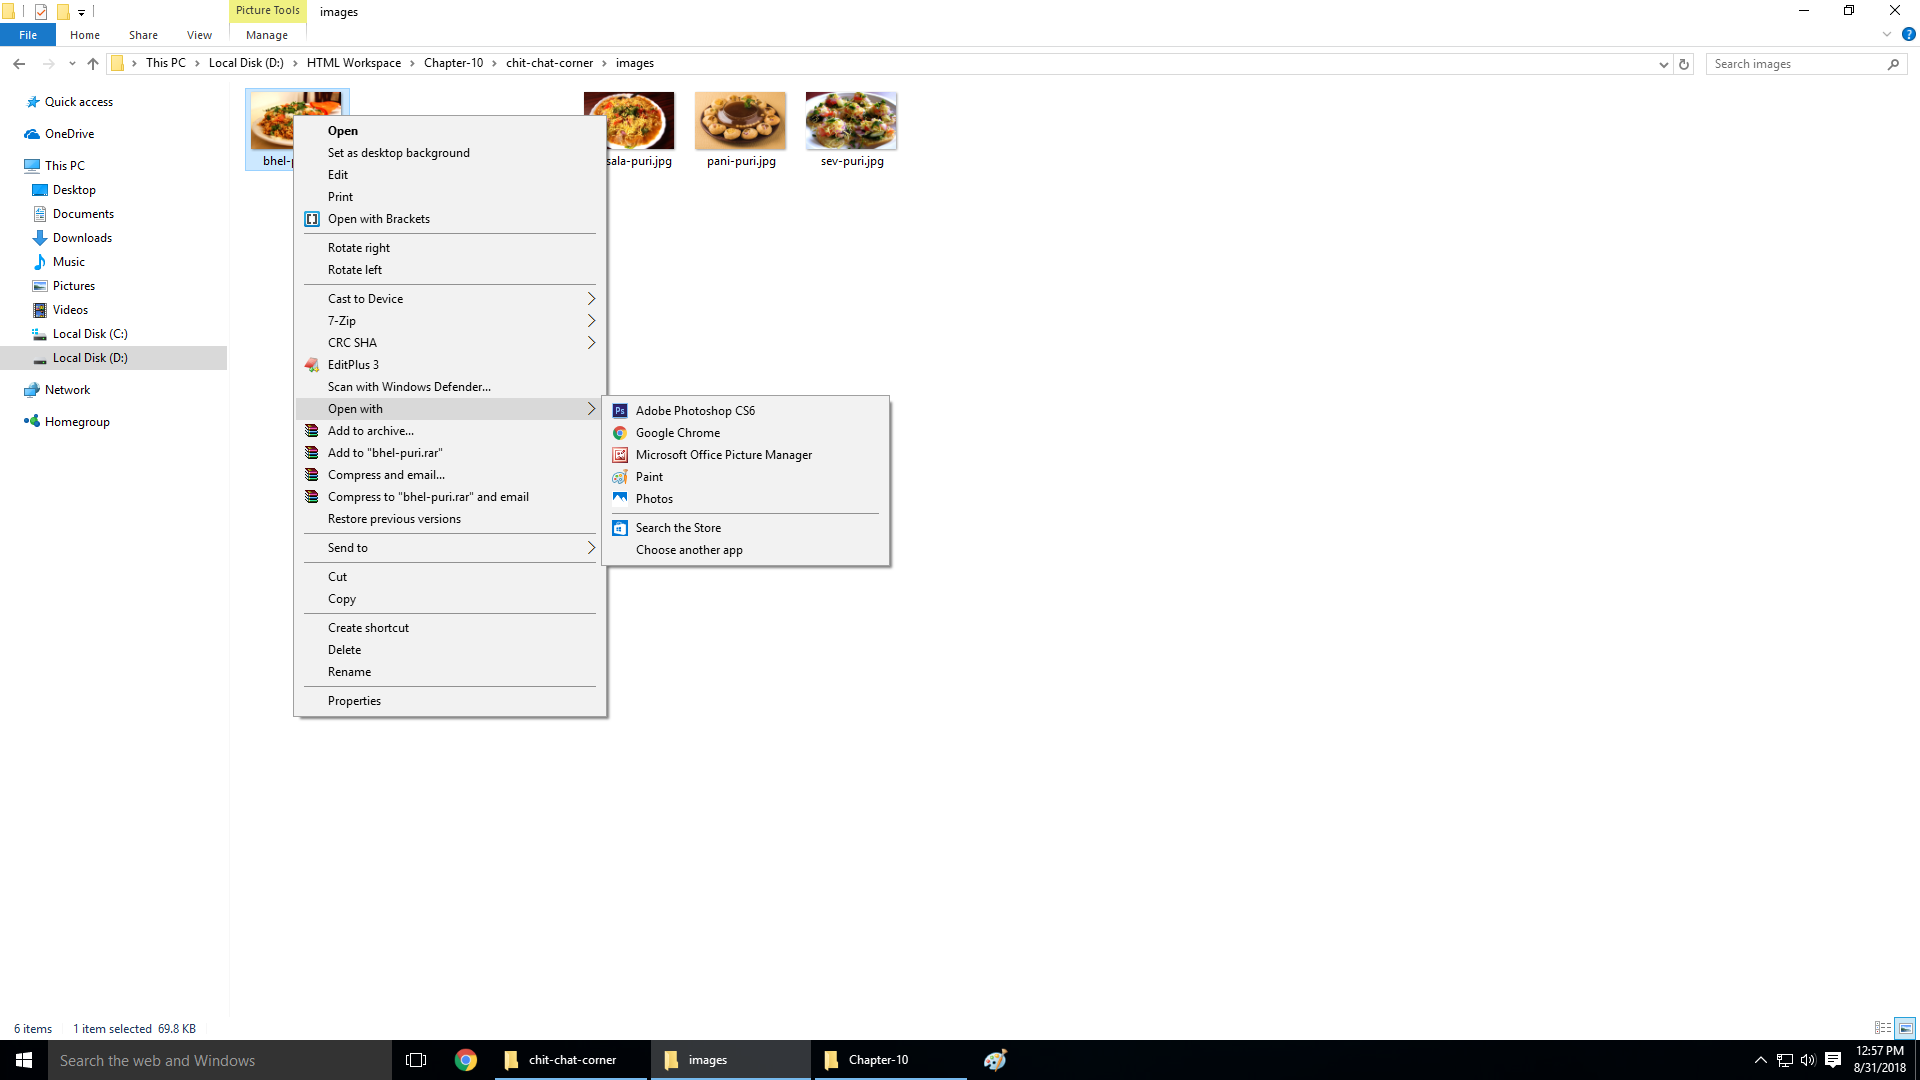 Picture Tools
images
File
Home
Share
View
Manage
This PC
Local Disk (D:)
HTML Workspace
Chapter-10
chit-chat-corner
images
Search images
Quick access
OneDrive
This PC
Desktop
Documents
Downloads
Music
Pictures
Videos
Local Disk (C:)
Local Disk (D:)
Network
Homegroup
pani-puri.jpg
sev-puri.jpg
Open
Set as desktop background
Edit
Print
Open with Brackets
Rotate right
Rotate left
Cast to Device
7-Zip
CRC SHA
EditPlus 3
Scan with Windows Defender...
Open with
Add to archive...
Add to "bhel-puri.rar"
Compress and email...
Compress to "bhel-puri.rar" and email
Restore previous versions
Send to
Cut
Copy
Create shortcut
Delete
Rename
Properties
Adobe Photoshop CS6
Google Chrome
Microsoft Office Picture Manager
Paint
Photos
Search the Store
Choose another app
6 items
1 item selected 69.8 KB
Search the web and Windows
chit-chat-corner
images
Chapter-10
12:57 PM
8/31/2018